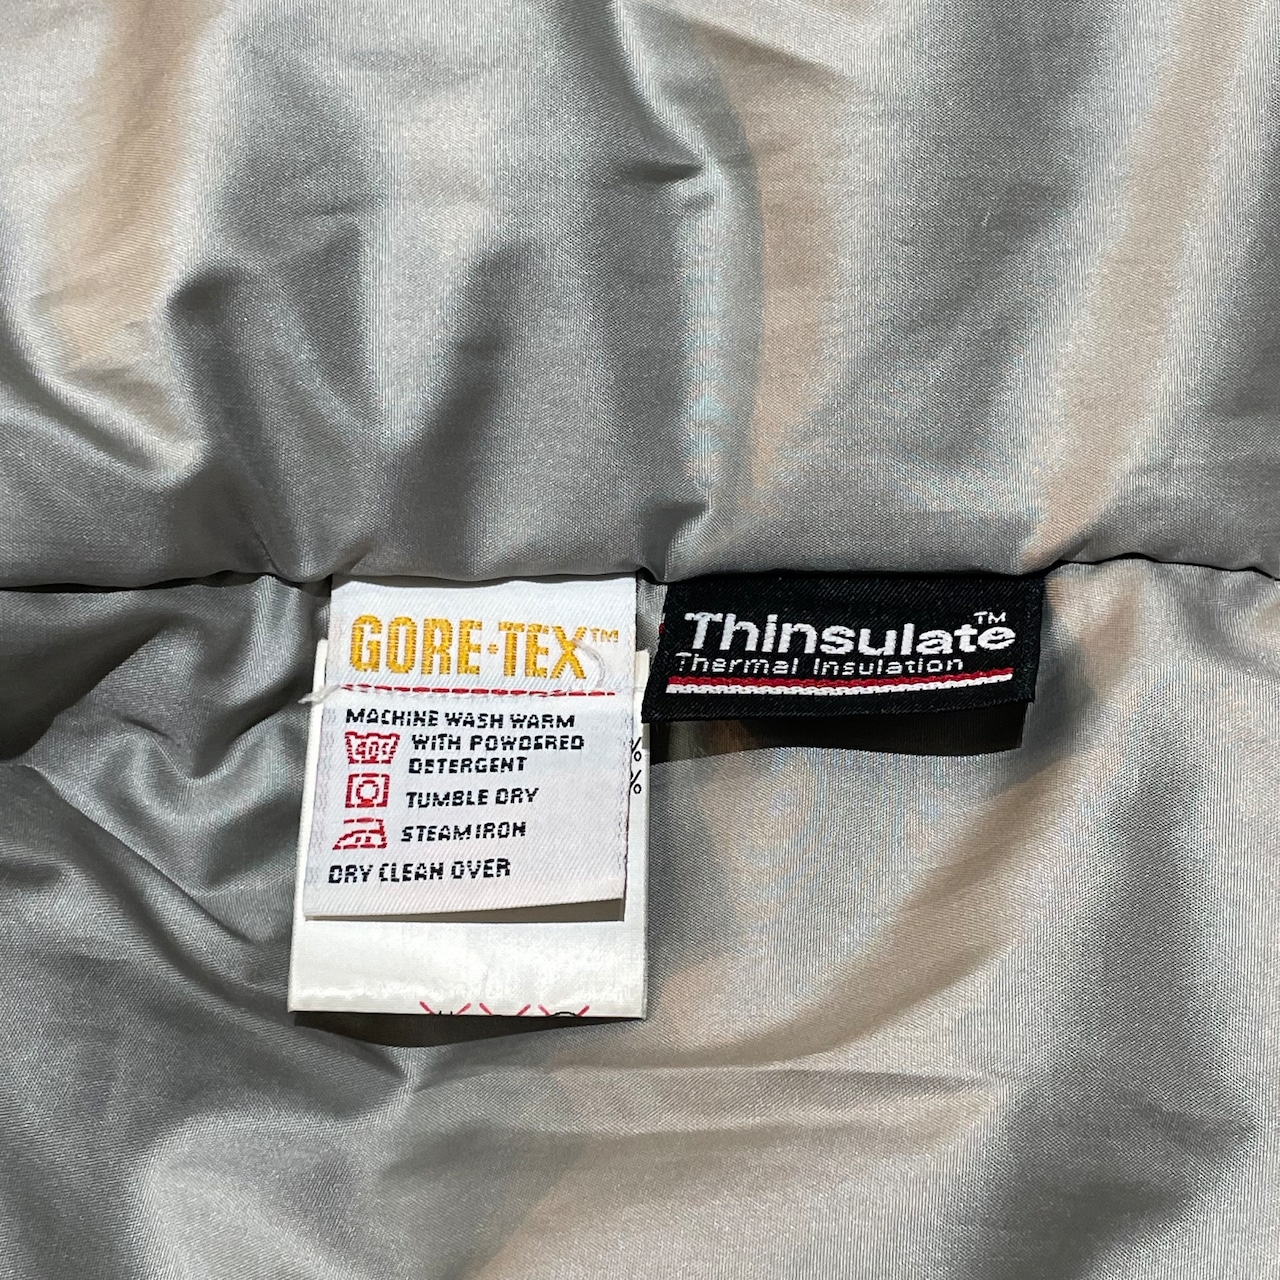 GORE-TEX™
MACHINE WASH WARM
40° WITH POWDERED
DETERGENT
TUMBLE DRY
STEAM IRON
DRY CLEAN OVER
%
%
Thinsulate™
Thermal Insulation